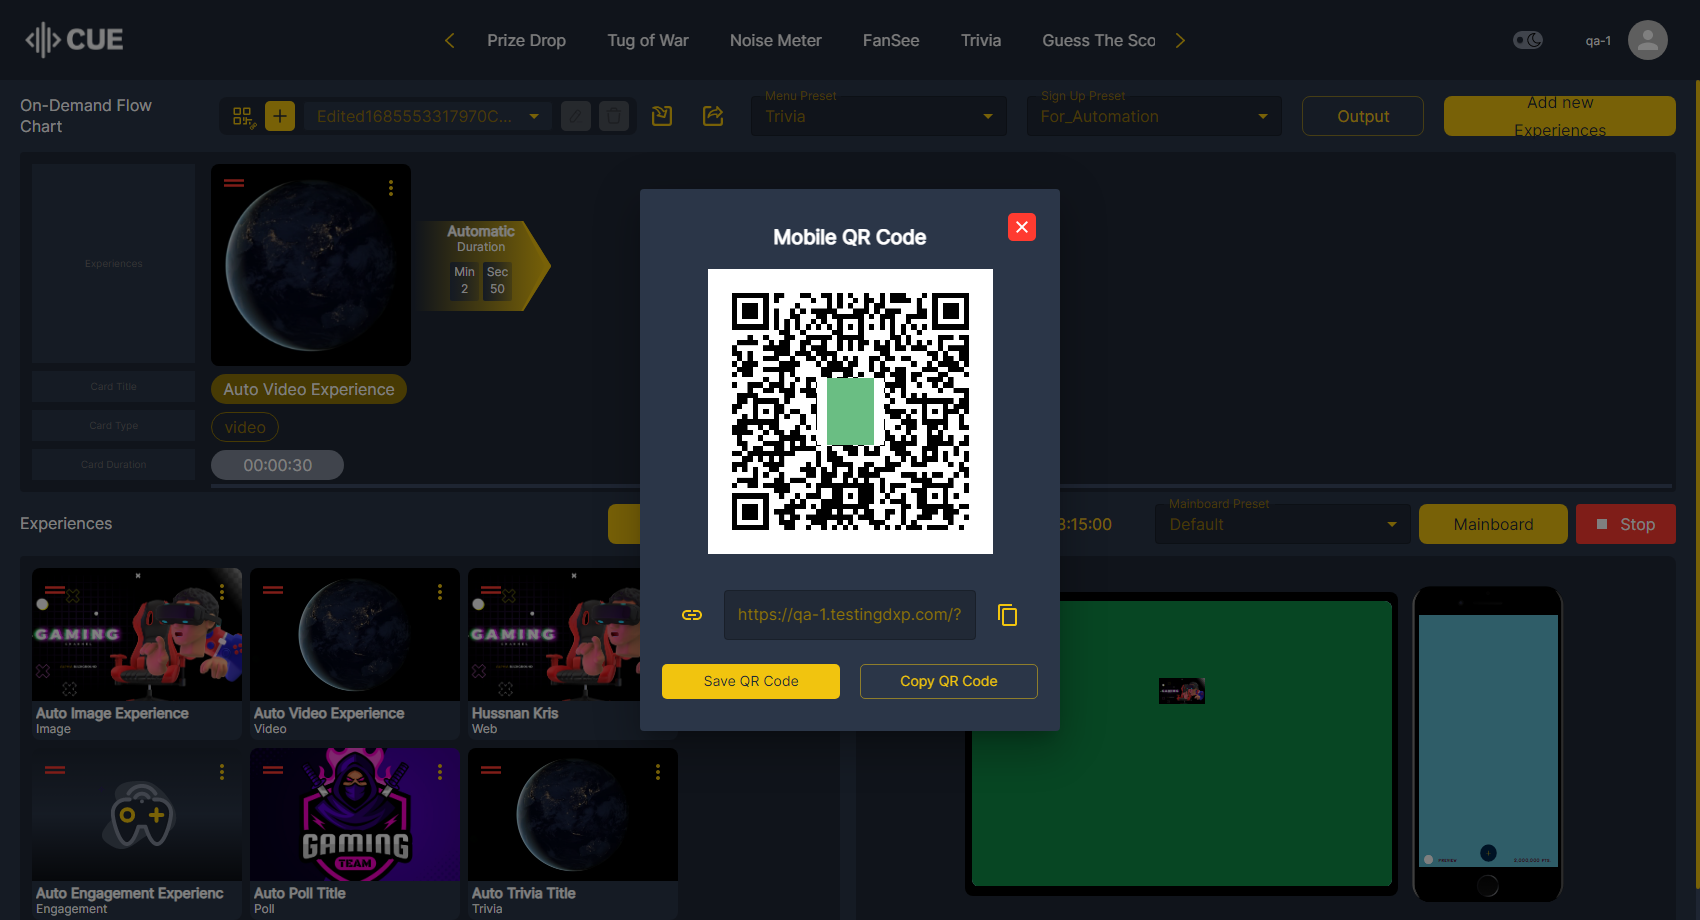 CUE
Prize Drop
Tug of War
Noise Meter
FanSee
Trivia
Guess The Sco
qa-1
On-Demand Flow
Chart
Edited1685553317970C...
Menu Preset
Trivia
Sign Up Preset
For_Automation
Output
Add new
Experiences
Experiences
Automatic
Duration
Min
2
Sec
50
Card Title
Auto Video Experience
Card Type
video
Card Duration
00:00:30
Mobile QR Code
https://qa-1.testingdxp.com/?
Save QR Code
Copy QR Code
Experiences
3:15:00
Mainboard Preset
Default
Mainboard
Stop
GAMING
GAMING
Auto Image Experience
Image
Auto Video Experience
Video
Hussnan Kris
Web
GAMING
TEAM
Auto Engagement Experienc
Engagement
Auto Poll Title
Poll
Auto Trivia Title
Trivia
PREVIEW